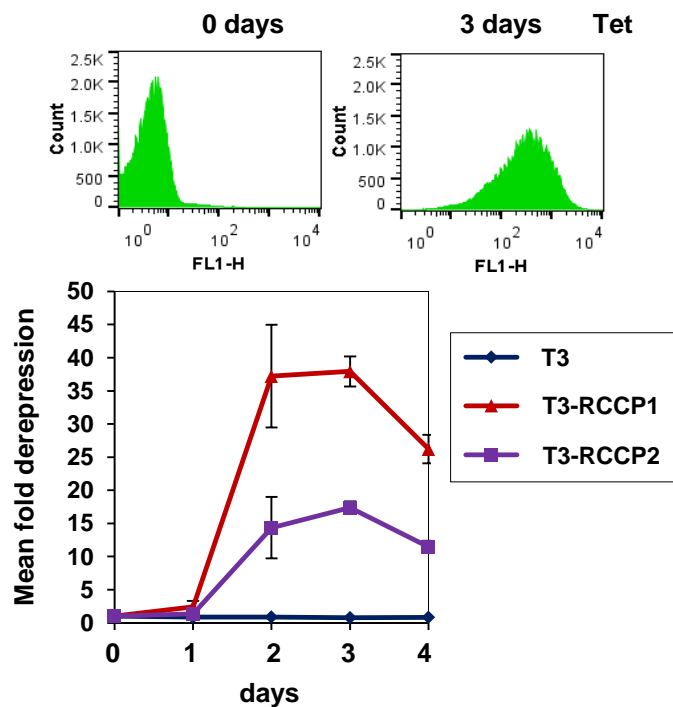 0 days 3 days Tet
2.5K
2.0K
1.5K
1.0K
500
0
Count
10^0 10^2 10^4
FL1-H
2.5K
2.0K
1.5K
1.0K
500
0
Count
10^0 10^2 10^4
FL1-H
50
45
40
35
30
25
20
15
10
5
0
Mean fold derepression
0 1 2 3 4
days
T3
T3-RCCP1
T3-RCCP2